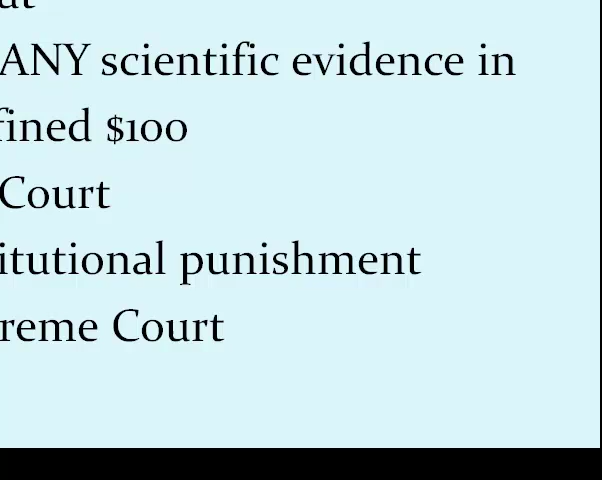 ANY scientific evidence in
fined $100
Court
itutional punishment
reme Court